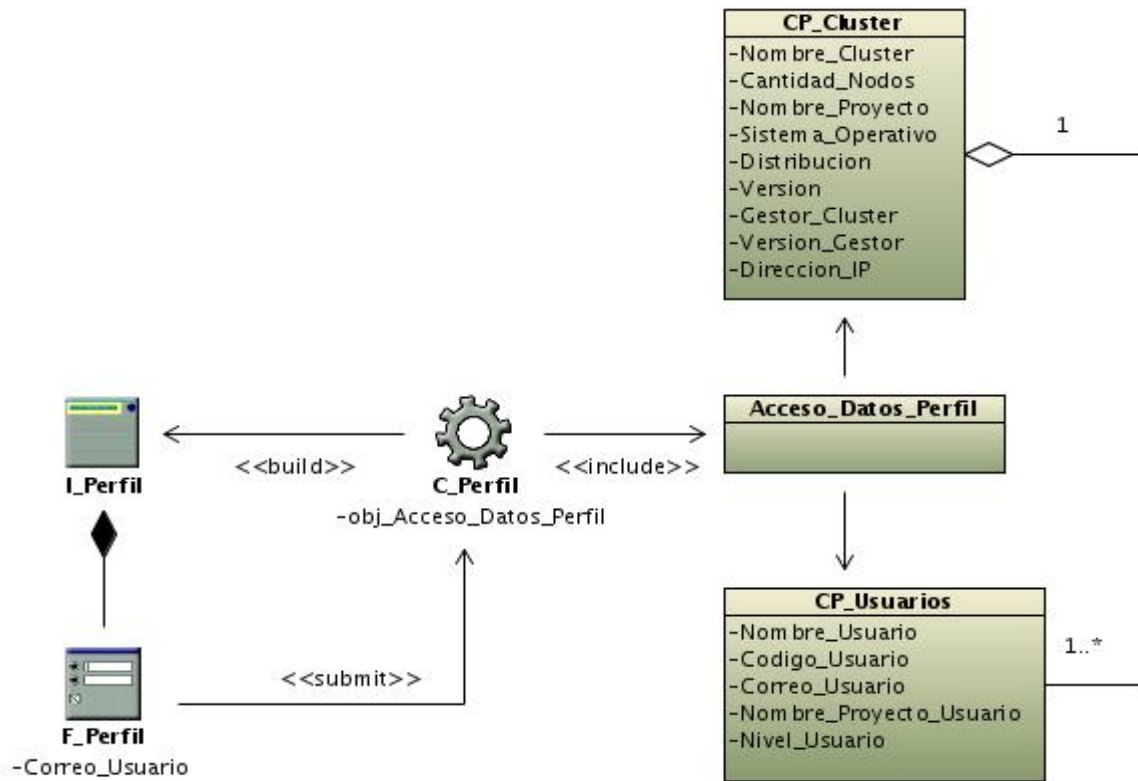 CP_Cluster
-Nombre_Cluster
-Cantidad_Nodos
-Nombre_Proyecto
-Sistema_Operativo
-Distribucion
-Version
-Gestor_Cluster
-Version_Gestor
-Direccion_IP
1
I_Perfil
<<build>>
C_Perfil
-obj_Acceso_Datos_Perfil
<<include>>
Acceso_Datos_Perfil
F_Perfil
-Correo_Usuario
<<submit>>
CP_Usuarios
-Nombre_Usuario
-Codigo_Usuario
-Correo_Usuario
-Nombre_Proyecto_Usuario
-Nivel_Usuario
1..*